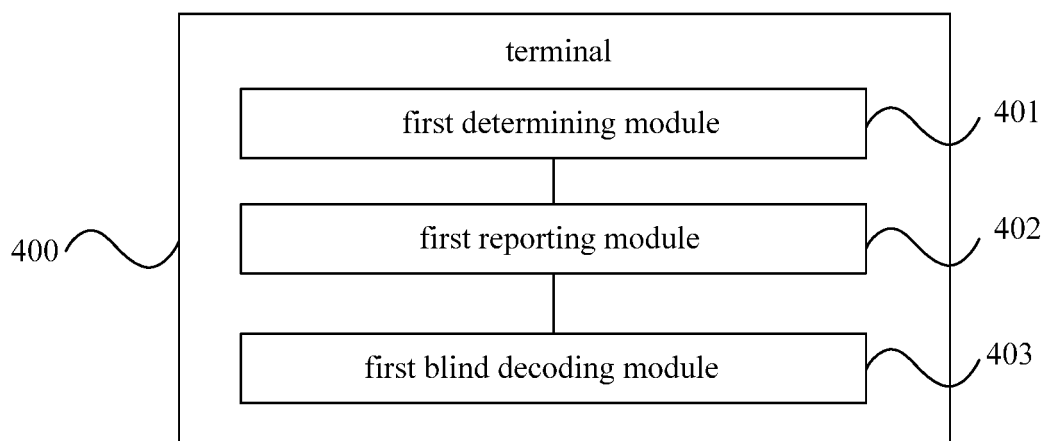 terminal
first determining module
401
first reporting module
402
400
first blind decoding module
403